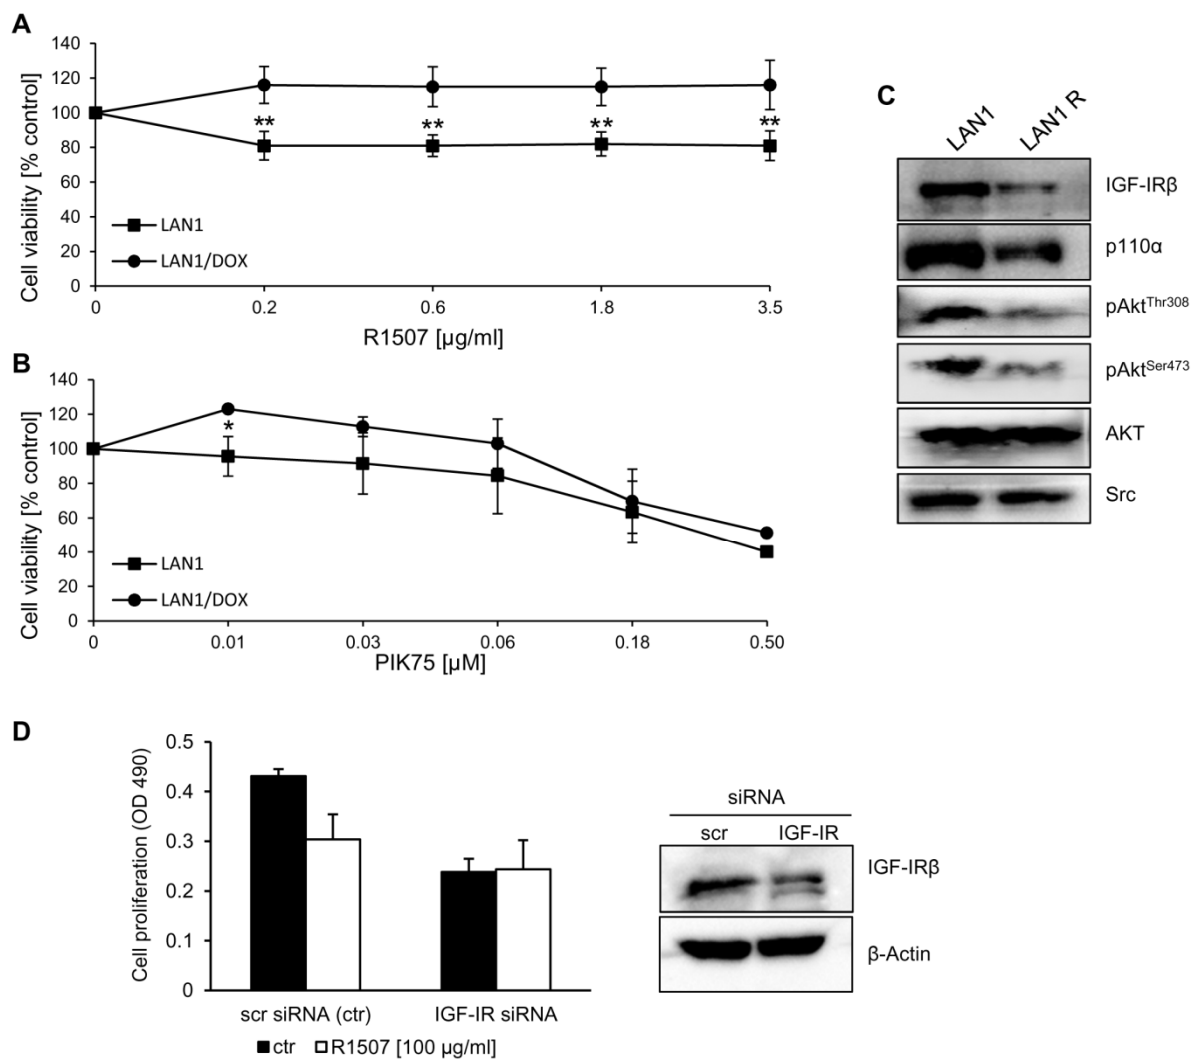 A
Cell viability [% control]
140
120
100
80
60
40
20
0
** ** ** **
LAN1
LAN1/DOX
0 0.2 0.6 1.8 3.5
R1507 [µg/ml]
B
Cell viability [% control]
140
120
100
80
60
40
20
0
*
LAN1
LAN1/DOX
0 0.01 0.03 0.06 0.18 0.50
PIK75 [µM]
C
LAN1 LAN1 R
IGF-IRβ
p110α
pAktThr308
pAktSer473
AKT
Src
D
Cell proliferation (OD 490)
0.5
0.4
0.3
0.2
0.1
0
scr siRNA (ctr) IGF-IR siRNA
ctr R1507 [100 µg/ml]
siRNA
scr IGF-IR
IGF-IRβ
β-Actin